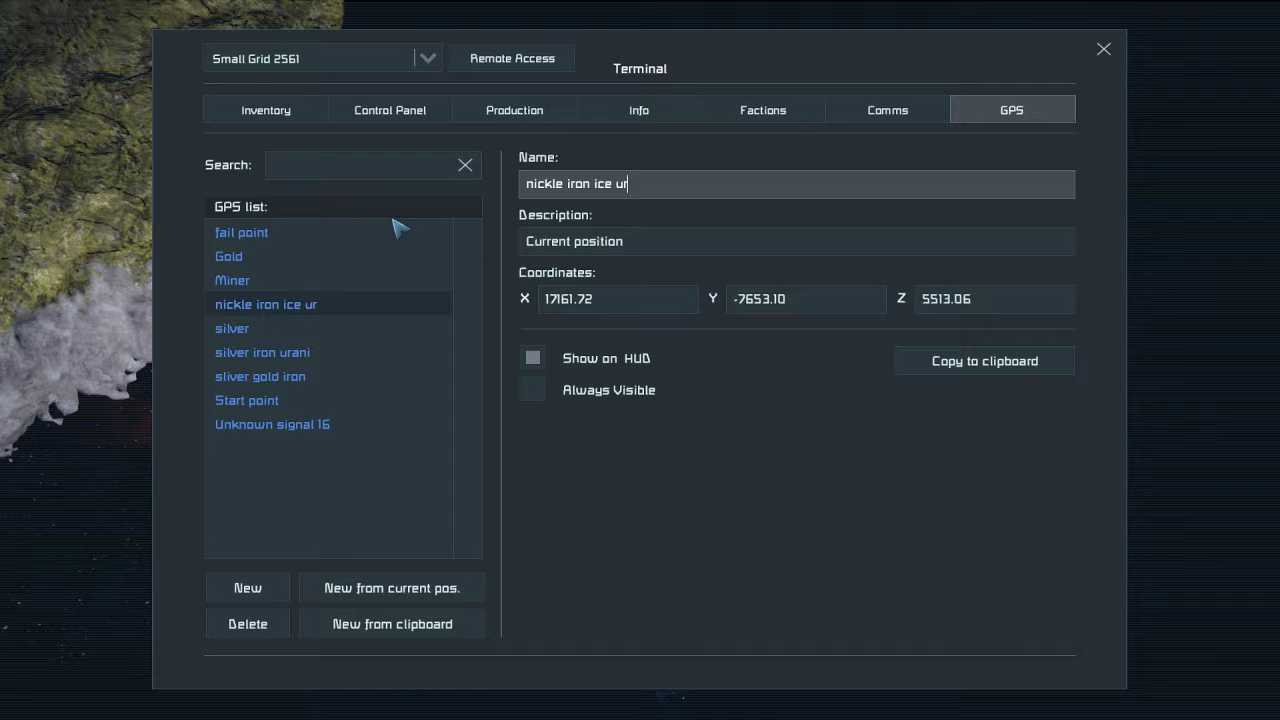 Small Grid 2561
Remote Access
Terminal
Inventory
Control Panel
Production
Info
Factions
Comms
GPS
Search:
GPS list:
fail point
Gold
Miner
nickle iron ice ur
silver
silver iron urani
sliver gold iron
Start point
Unknown signal 16
New
New from current pos.
Delete
New from clipboard
Name:
nickle iron ice ur
Description:
Current position
Coordinates:
X 17161.72 Y -7653.10 Z 5513.06
Show on HUD
Copy to clipboard
Always Visible